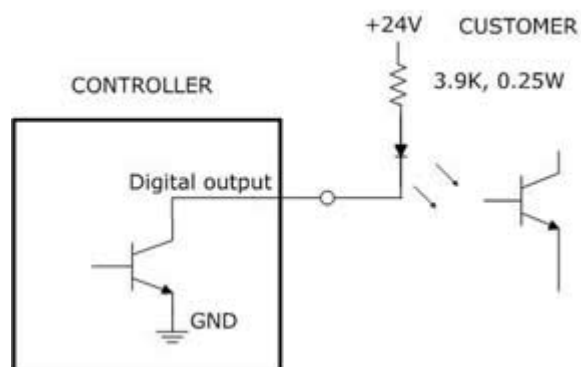 +24V CUSTOMER
3.9K, 0.25W
CONTROLLER
Digital output
GND